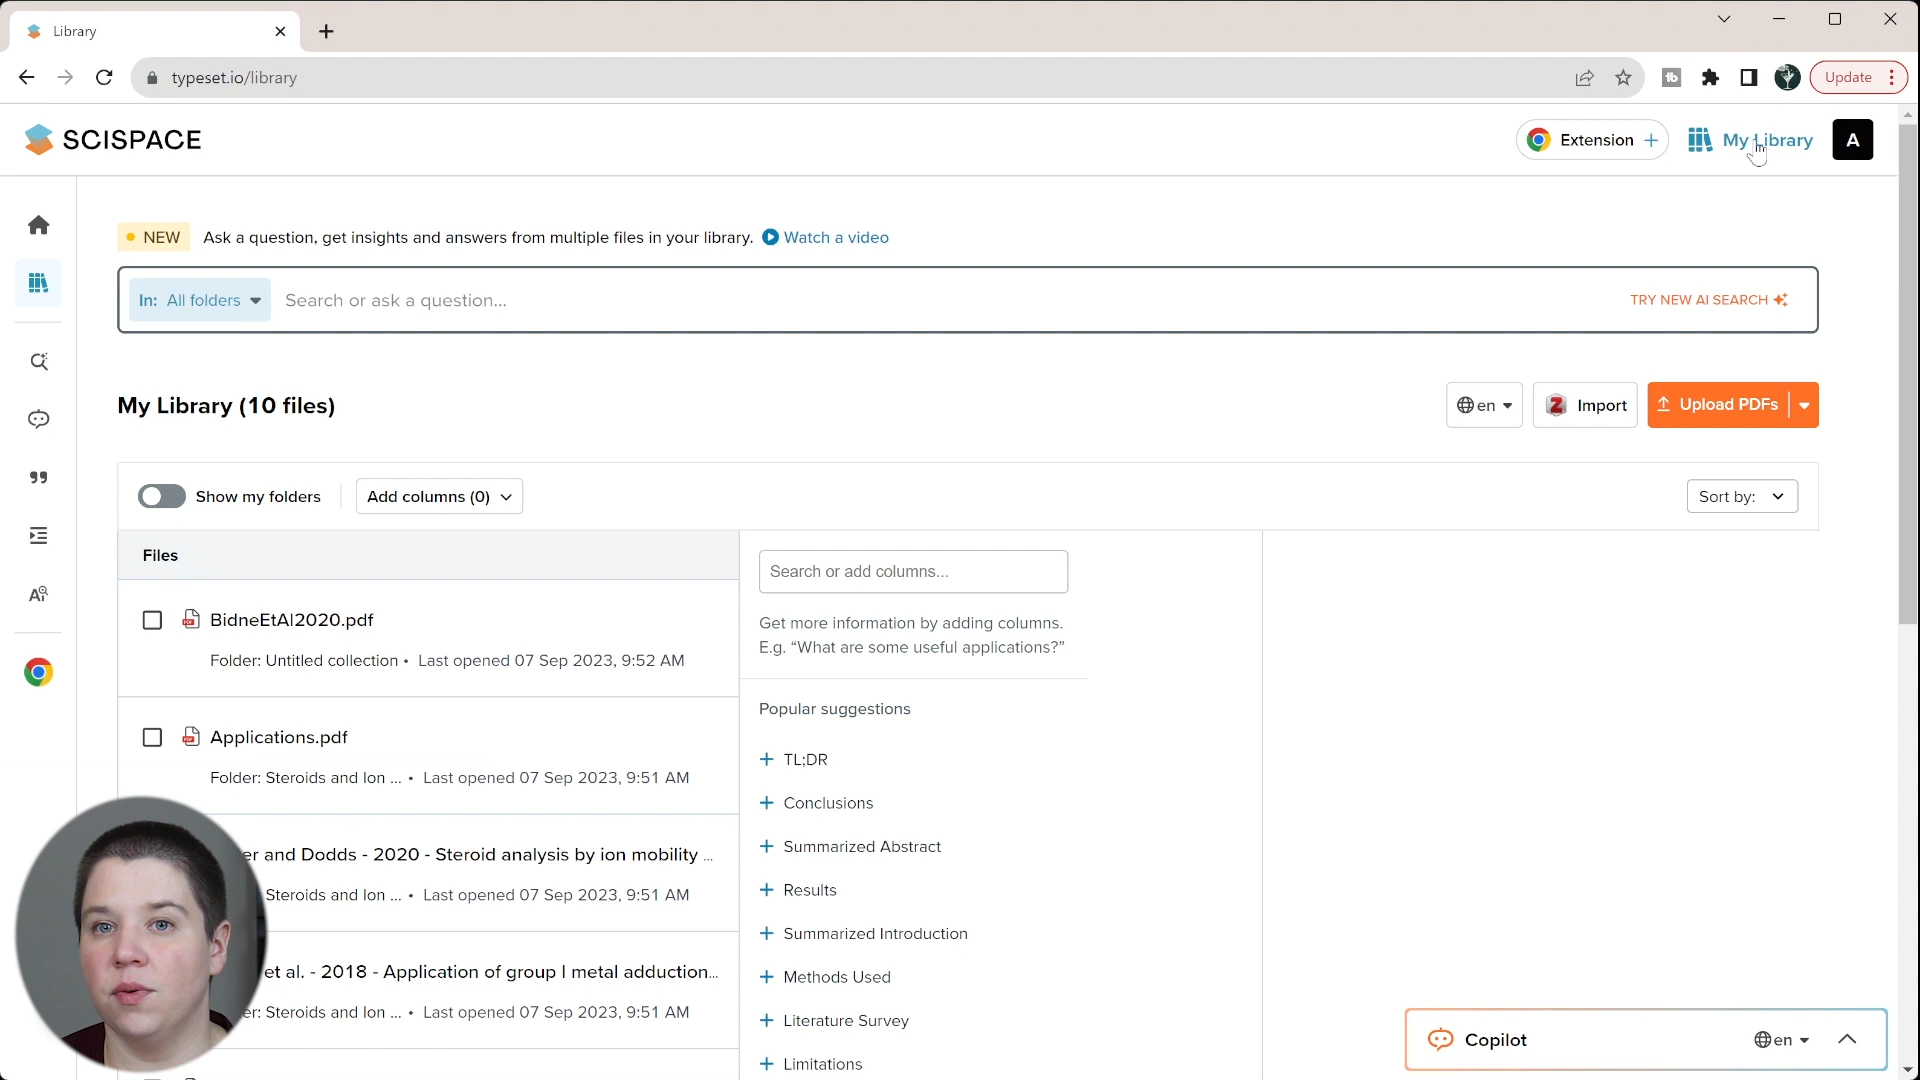 Library
typeset.io/library
Update
SCISPACE
Extension +
My Library
A
NEW Ask a question, get insights and answers from multiple files in your library. Watch a video
In: All folders Search or ask a question... TRY NEW AI SEARCH
My Library (10 files)
en
Import
Upload PDFs
Show my folders
Add columns (0)
Sort by:
Files
BidneEtAl2020.pdf
Folder: Untitled collection • Last opened 07 Sep 2023, 9:52 AM
Applications.pdf
Folder: Steroids and Ion ... • Last opened 07 Sep 2023, 9:51 AM
er and Dodds - 2020 - Steroid analysis by ion mobility ...
Steroids and Ion ... • Last opened 07 Sep 2023, 9:51 AM
et al. - 2018 - Application of group I metal adduction...
er: Steroids and Ion ... • Last opened 07 Sep 2023, 9:51 AM
Search or add columns...
Get more information by adding columns.
E.g. “What are some useful applications?”
Popular suggestions
+ TL;DR
+ Conclusions
+ Summarized Abstract
+ Results
+ Summarized Introduction
+ Methods Used
+ Literature Survey
+ Limitations
Copilot
en